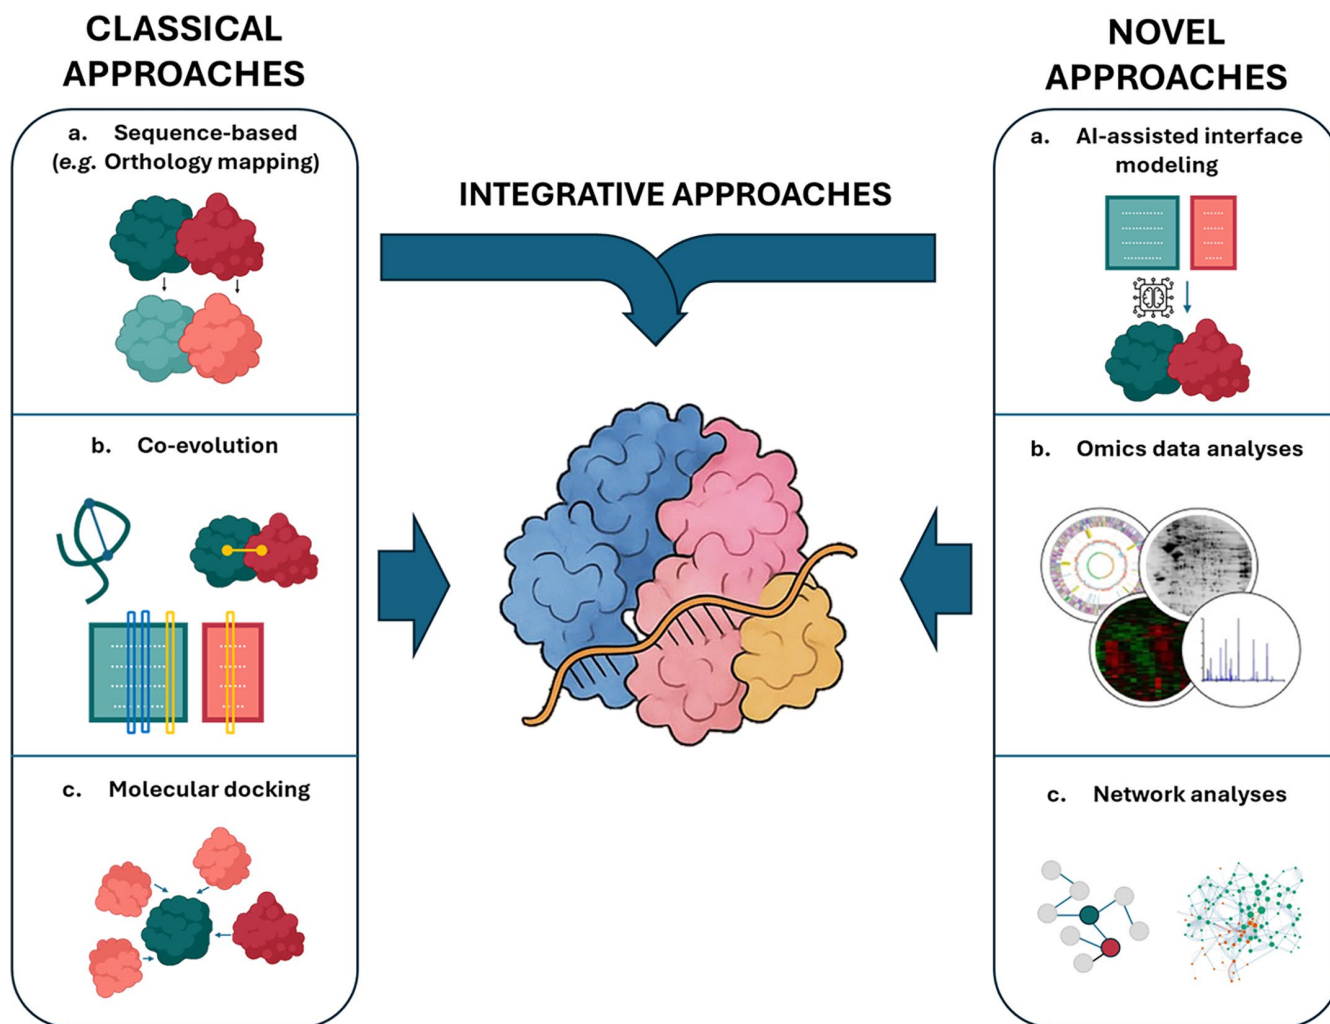 CLASSICAL
APPROACHES
a. Sequence-based
(e.g. Orthology mapping)
b. Co-evolution
c. Molecular docking
INTEGRATIVE APPROACHES
NOVEL
APPROACHES
a. AI-assisted interface
modeling
b. Omics data analyses
c. Network analyses